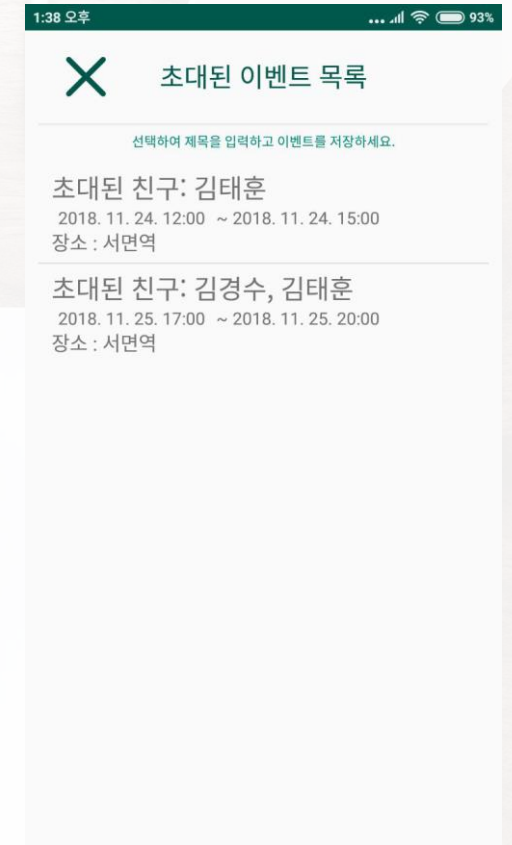 1:38 오후 ... 93%
초대된 이벤트 목록
선택하여 제목을 입력하고 이벤트를 저장하세요.
초대된 친구: 김태훈
2018. 11. 24. 12:00 ~ 2018. 11. 24. 15:00
장소 : 서면역
초대된 친구: 김경수, 김태훈
2018. 11. 25. 17:00 ~ 2018. 11. 25. 20:00
장소 : 서면역